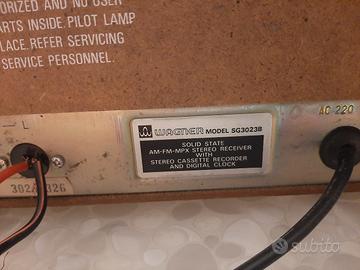 ORIZED AND NO USER
ARTS INSIDE. PILOT LAMP
LACE. REFER SERVICING
SERVICE PERSONNEL.
L
WAGNER MODEL SG3023B
SOLID STATE
AM-FM-MPX STEREO RECEIVER
WITH
STEREO CASSETTE RECORDER
AND DIGITAL CLOCK
AC 220
326
subito